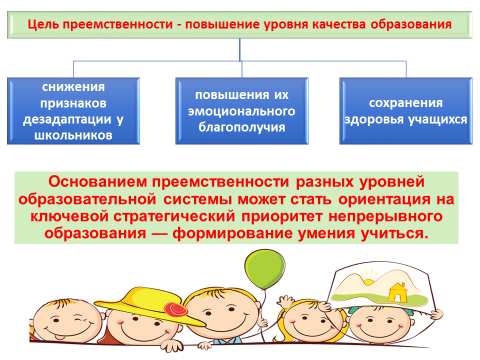 Цель преемственности - повышение уровня качества образования
снижения
признаков
дезадаптации у
школьников
повышения их
эмоционального
благополучия
сохранения
здоровья учащихся
Основанием преемственности разных уровней
образовательной системы может стать ориентация на
ключевой стратегический приоритет непрерывного
образования — формирование умения учиться.